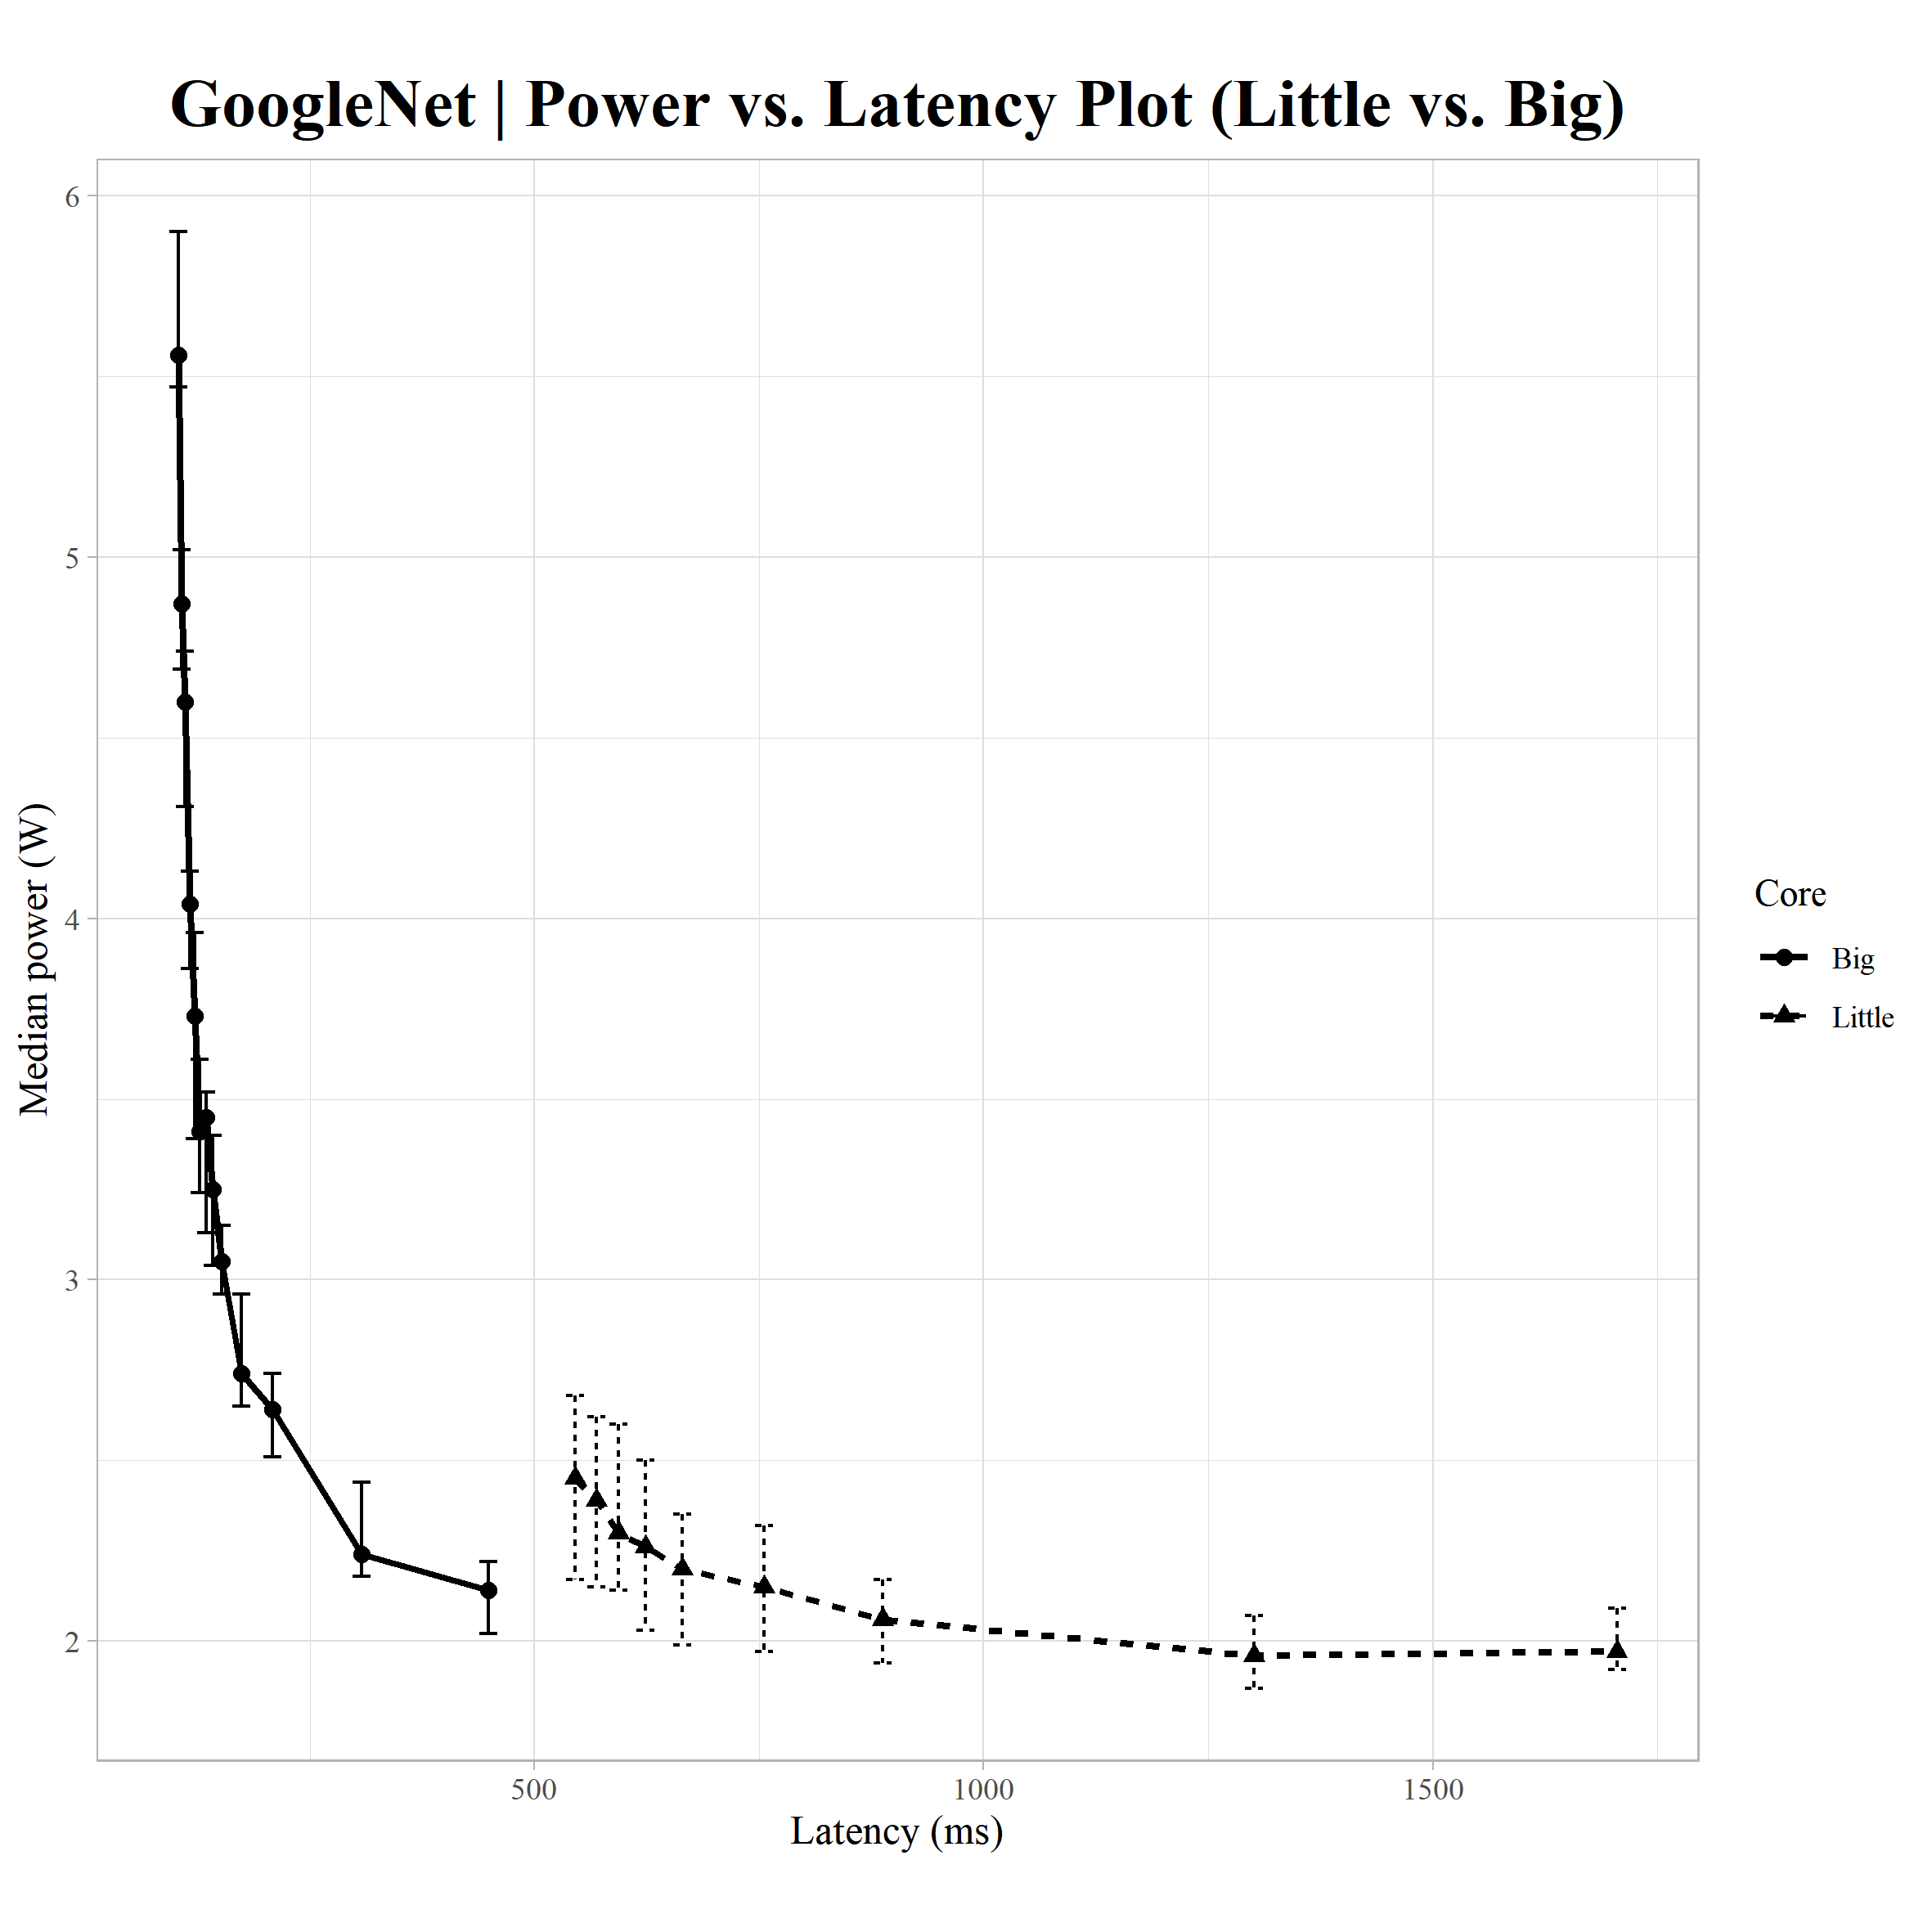 GoogleNet | Power vs. Latency Plot (Little vs. Big)
6
5
4
3
2
Median power (W)
500
1000
1500
Latency (ms)
Core
Big
Little